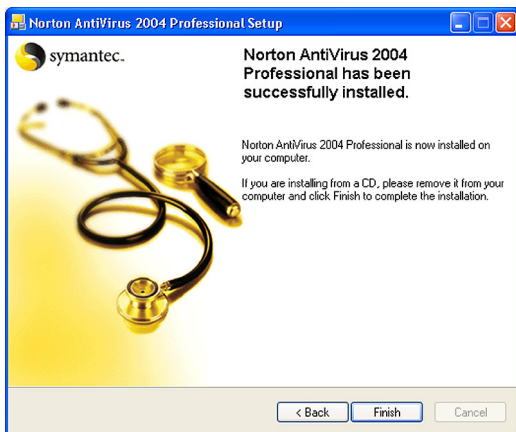 Norton AntiVirus 2004 Professional Setup
symantec.
Norton AntiVirus 2004
Professional has been
successfully installed.
Norton AntiVirus 2004 Professional is now installed on
your computer.
If you are installing from a CD, please remove it from your
computer and click Finish to complete the installation.
< Back
Finish
Cancel